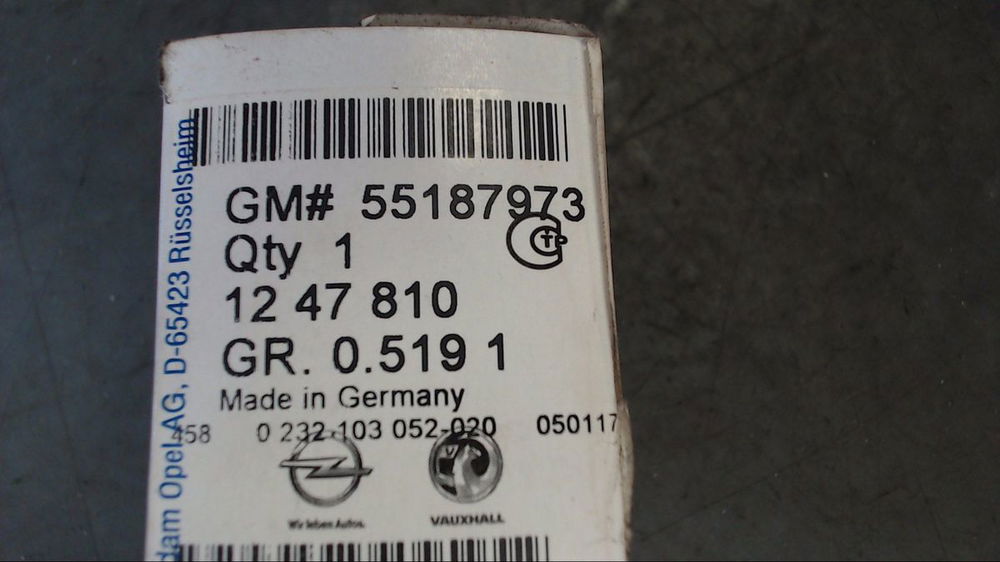 GM# 55187973
Qty 1
12 47 810
GR. 0.519 1
Made in Germany
458 0 232 103 052-020 050117
Wir leben Autos.
VAUXHALL
dam Opel AG, D-65423 Rüsselsheim